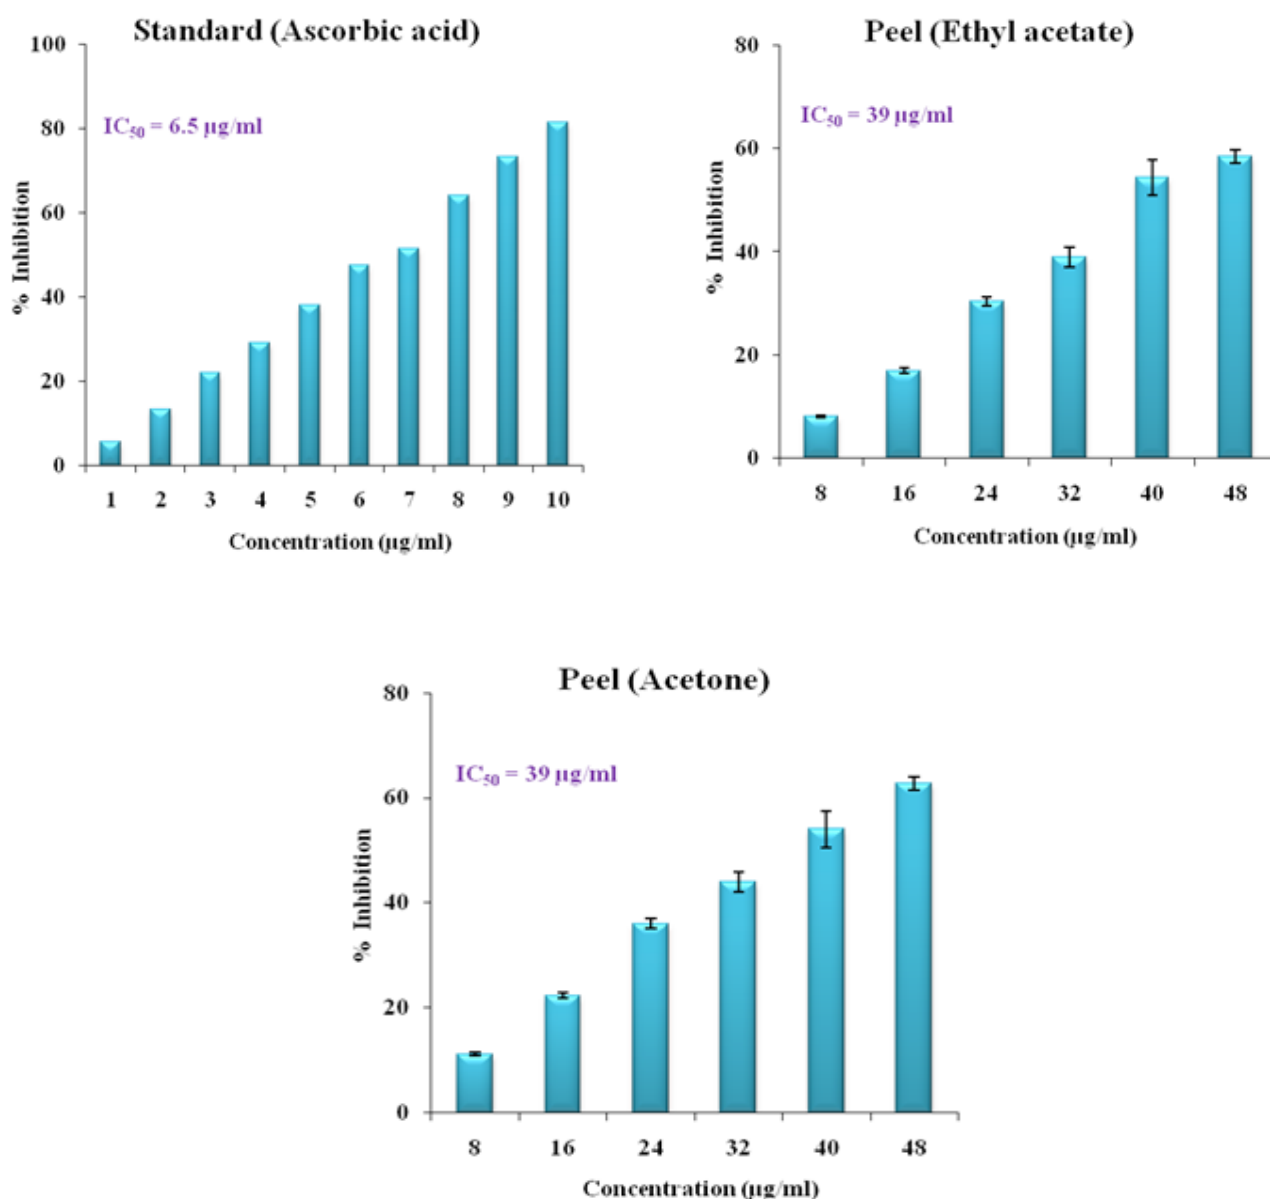 Standard (Ascorbic acid)
100
80
60
40
20
0
% Inhibition
IC₅₀ = 6.5 µg/ml
1 2 3 4 5 6 7 8 9 10
Concentration (µg/ml)
Peel (Ethyl acetate)
80
60
40
20
0
% Inhibition
IC₅₀ = 39 µg/ml
8 16 24 32 40 48
Concentration (µg/ml)
Peel (Acetone)
80
60
40
20
0
% Inhibition
IC₅₀ = 39 µg/ml
8 16 24 32 40 48
Concentration (µg/ml)